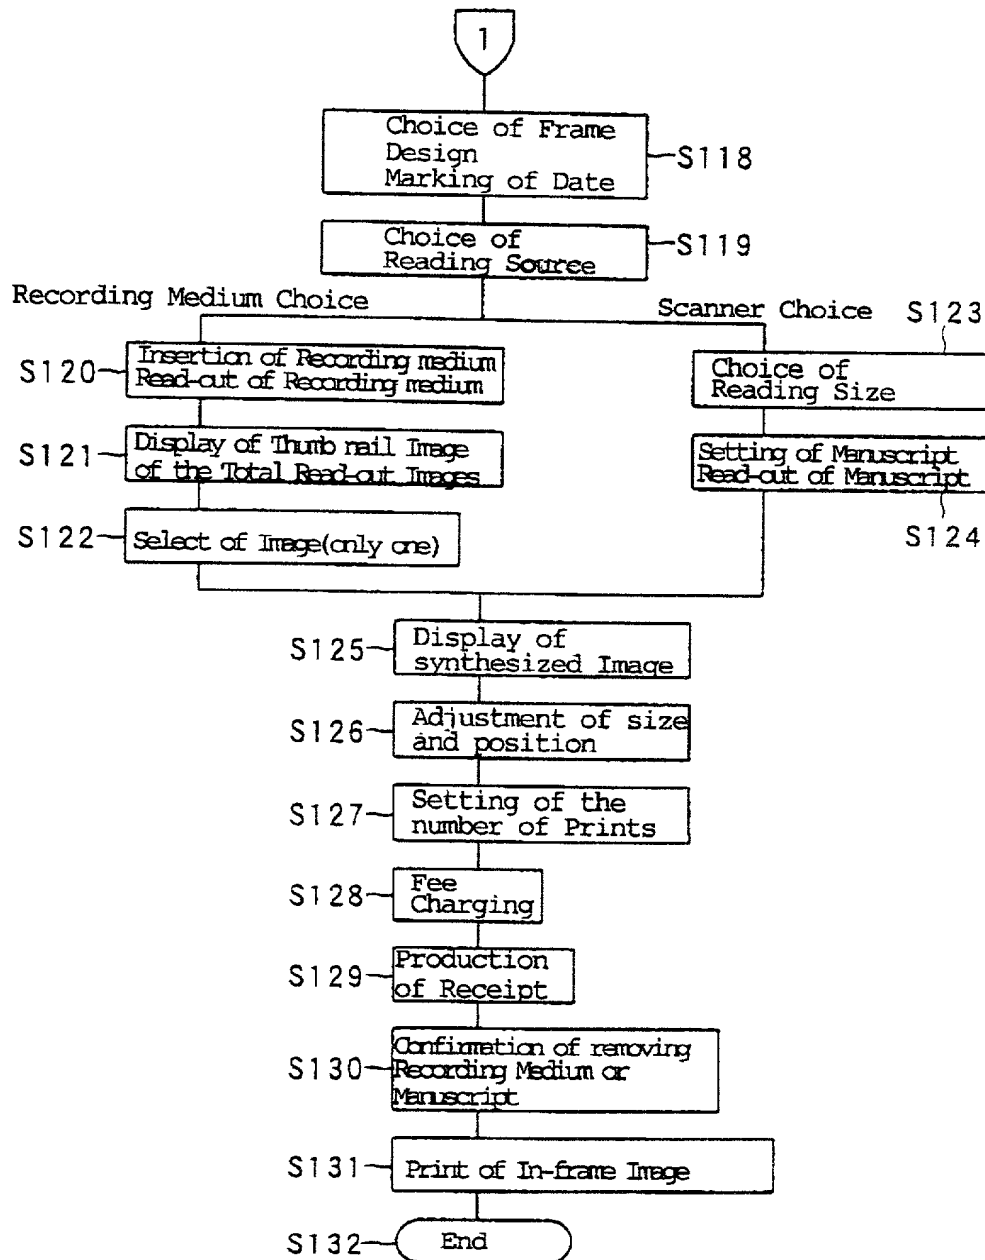 1
Choice of Frame
Design
Marking of Date
S118
Choice of
Reading Source
S119
Recording Medium Choice
Scanner Choice
S123
S120
Insertion of Recording medium
Read-out of Recording medium
Choice of
Reading Size
S121
Display of Thumb nail Image
of the Total Read-out Images
Setting of Manuscript
Read-out of Manuscript
S122
Select of Image(only one)
S124
S125
Display of
synthesized Image
S126
Adjustment of size
and position
S127
Setting of the
number of Prints
S128
Fee
Charging
S129
Production
of Receipt
S130
Confirmation of removing
Recording Medium or
Manuscript
S131
Print of In-frame Image
S132
End